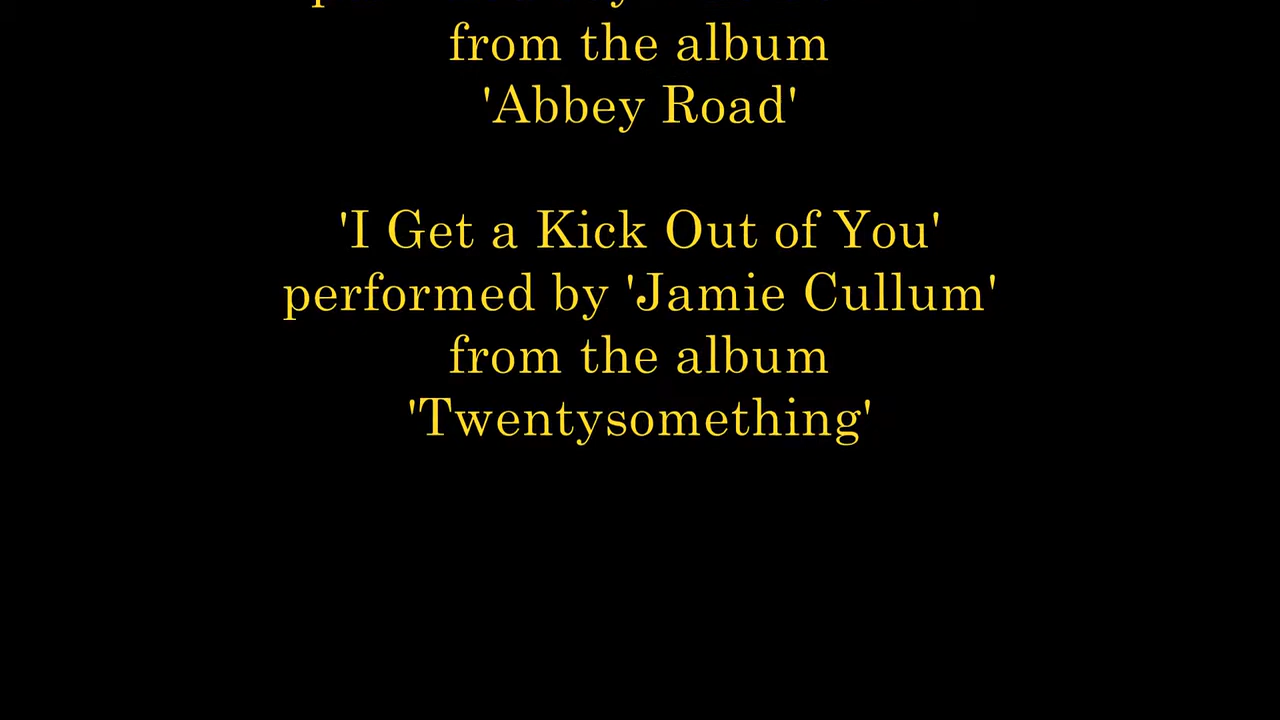 from the album
'Abbey Road'
'I Get a Kick Out of You'
performed by 'Jamie Cullum'
from the album
'Twentysomething'